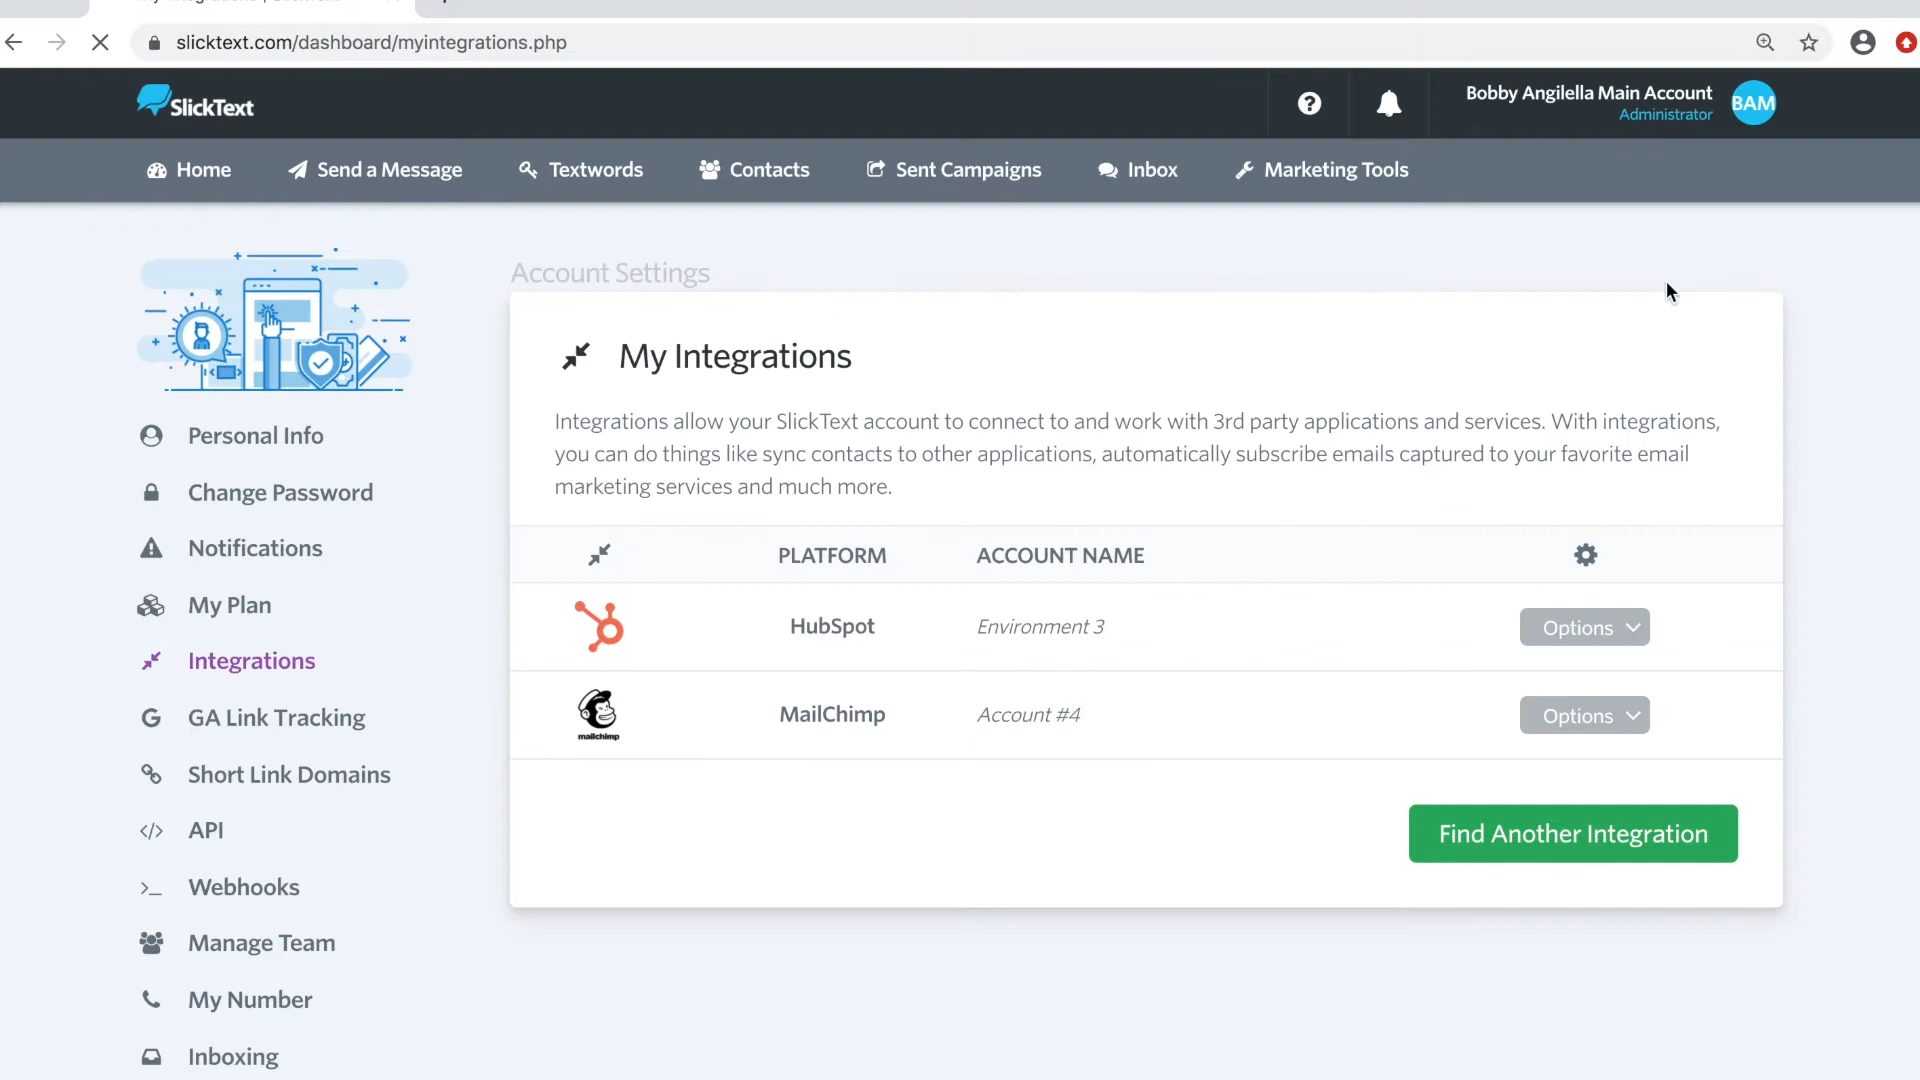 slicktext.com/dashboard/myintegrations.php
SlickText
Bobby Angilella Main Account
Administrator
BAM
Home
Send a Message
Textwords
Contacts
Sent Campaigns
Inbox
Marketing Tools
Account Settings
My Integrations
Integrations allow your SlickText account to connect to and work with 3rd party applications and services. With integrations,
you can do things like sync contacts to other applications, automatically subscribe emails captured to your favorite email
marketing services and much more.
PLATFORM
ACCOUNT NAME
HubSpot
Environment 3
Options
mailchimp
MailChimp
Account #4
Options
Find Another Integration
Personal Info
Change Password
Notifications
My Plan
Integrations
GA Link Tracking
Short Link Domains
API
Webhooks
Manage Team
My Number
Inboxing